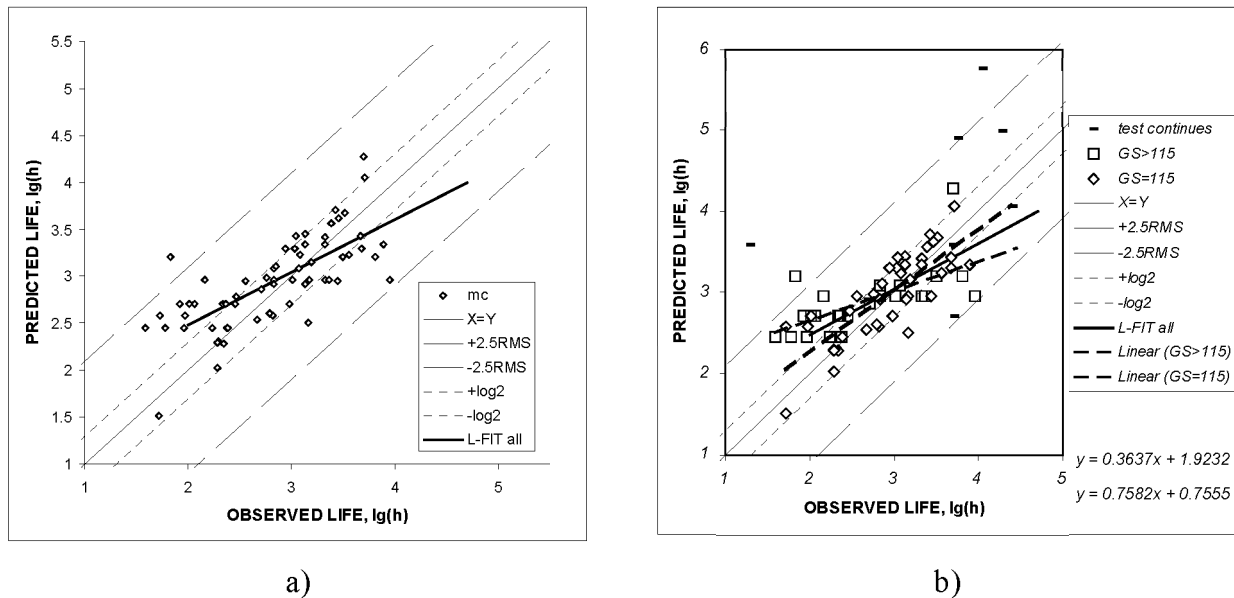 5.5
5
4.5
4
3.5
3
2.5
2
1.5
1
PREDICTED LIFE, lg(h)
1 2 3 4 5
OBSERVED LIFE, lg(h)
mc
X=Y
+2.5RMS
-2.5RMS
+log2
-log2
L-FIT all
a)
6
5
4
3
2
1
PREDICTED LIFE, lg(h)
1 2 3 4 5
OBSERVED LIFE, lg(h)
test continues
GS>115
GS=115
X=Y
+2.5RMS
-2.5RMS
+log2
-log2
L-FIT all
Linear (GS>115)
Linear (GS=115)
y = 0.3637x + 1.9232
y = 0.7582x + 0.7555
b)